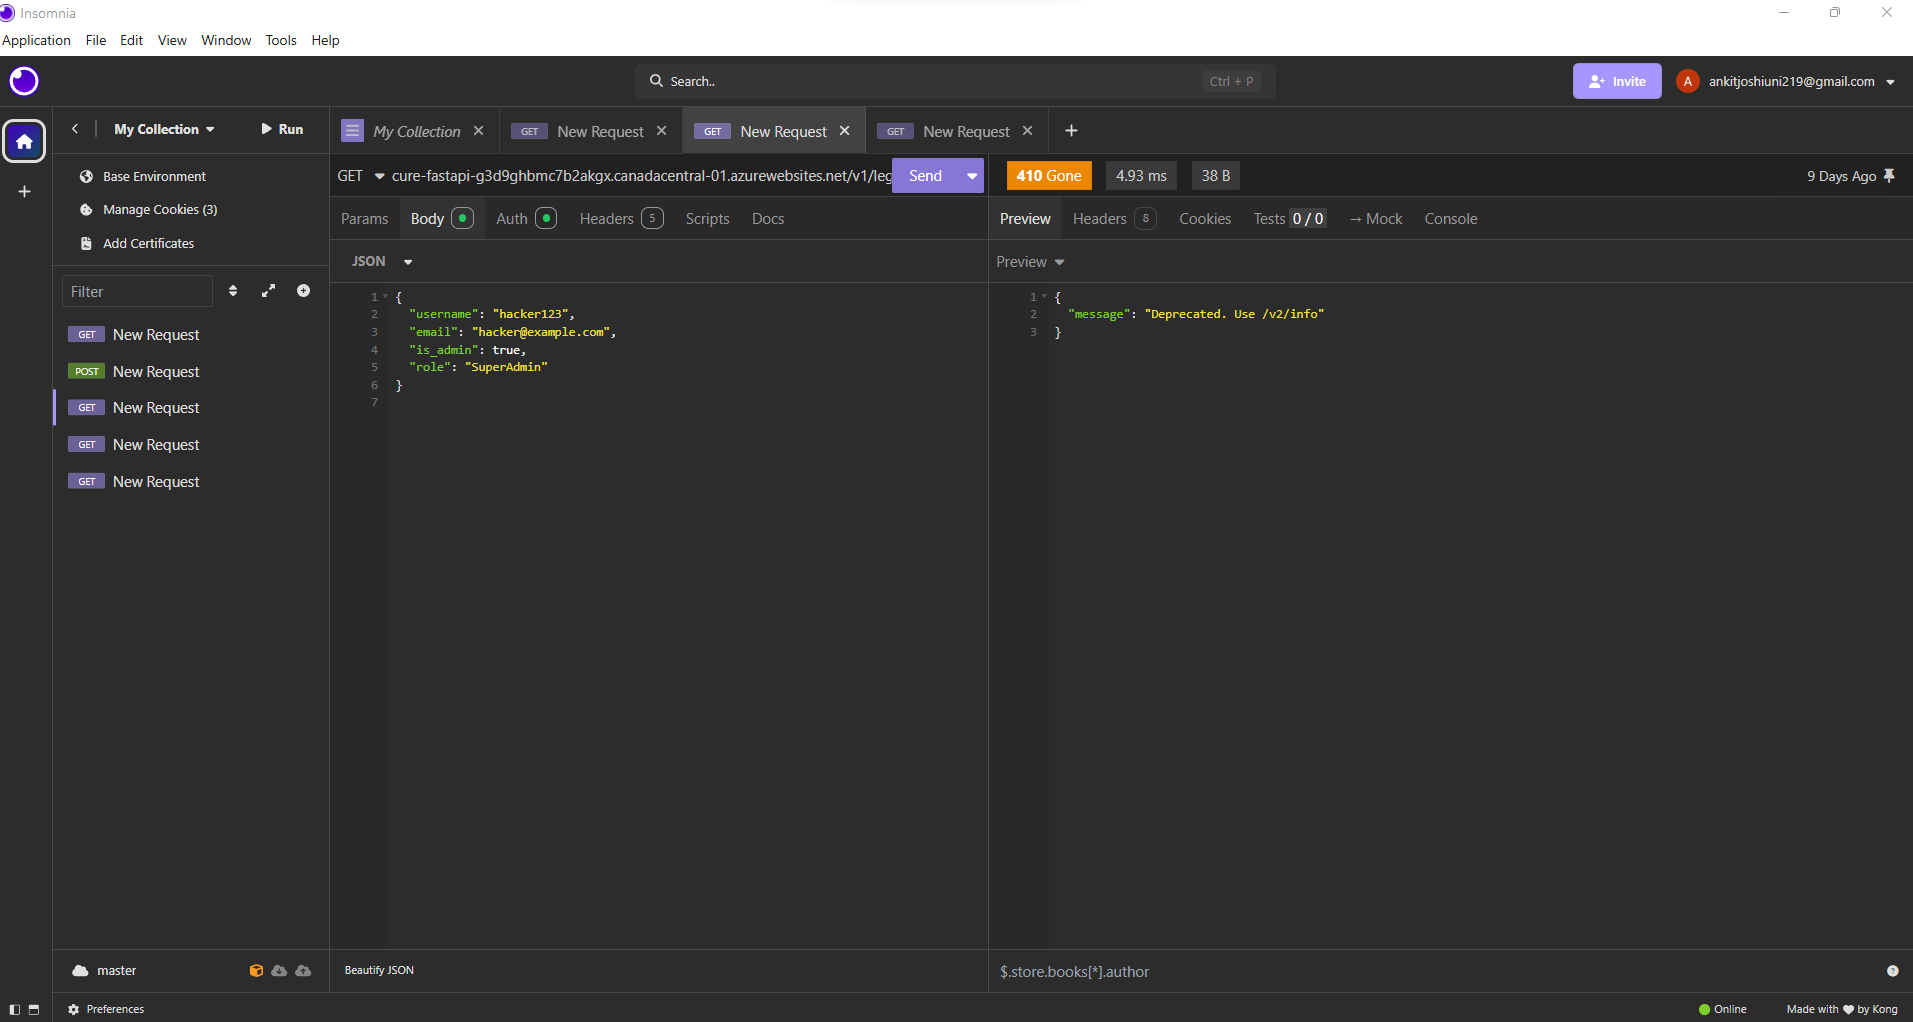 Insomnia
Application File Edit View Window Tools Help
Search.. Ctrl + P
Invite
A ankitjoshiuni219@gmail.com
My Collection Run
My Collection
GET New Request
GET New Request
GET New Request
Base Environment
Manage Cookies (3)
Add Certificates
Filter
GET New Request
POST New Request
GET New Request
GET New Request
GET New Request
GET cure-fastapi-g3d9ghbmc7b2akgx.canadacentral-01.azurewebsites.net/v1/leg Send
410 Gone 4.93 ms 38 B 9 Days Ago
Params Body Auth Headers 5 Scripts Docs
Preview Headers 8 Cookies Tests 0 / 0 → Mock Console
JSON
Preview
1 {
2 "username": "hacker123",
3 "email": "hacker@example.com",
4 "is_admin": true,
5 "role": "SuperAdmin"
6 }
7
1 {
2 "message": "Deprecated. Use /v2/info"
3 }
master
Beautify JSON
$.store.books[*].author
?
Preferences
Online
Made with ♥ by Kong